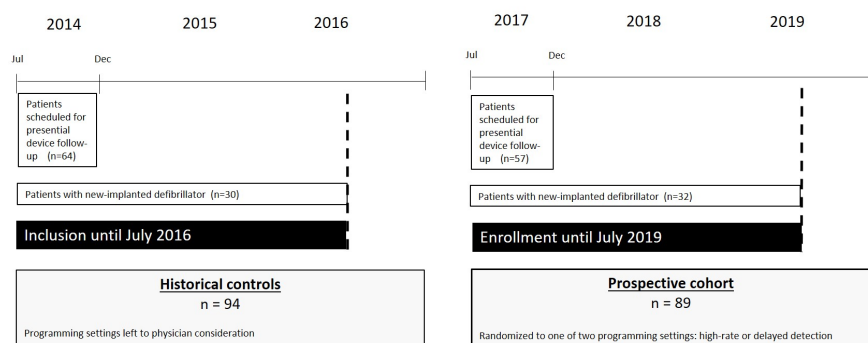 2014 2015 2016
Jul Dec
Patients
scheduled for
presential
device follow-
up (n=64)
Patients with new-implanted defibrillator (n=30)
Inclusion until July 2016
Historical controls
n = 94
Programming settings left to physician consideration
2017 2018 2019
Jul Dec
Patients
scheduled for
presential
device follow-
up (n=57)
Patients with new-implanted defibrillator (n=32)
Enrollment until July 2019
Prospective cohort
n = 89
Randomized to one of two programming settings: high-rate or delayed detection